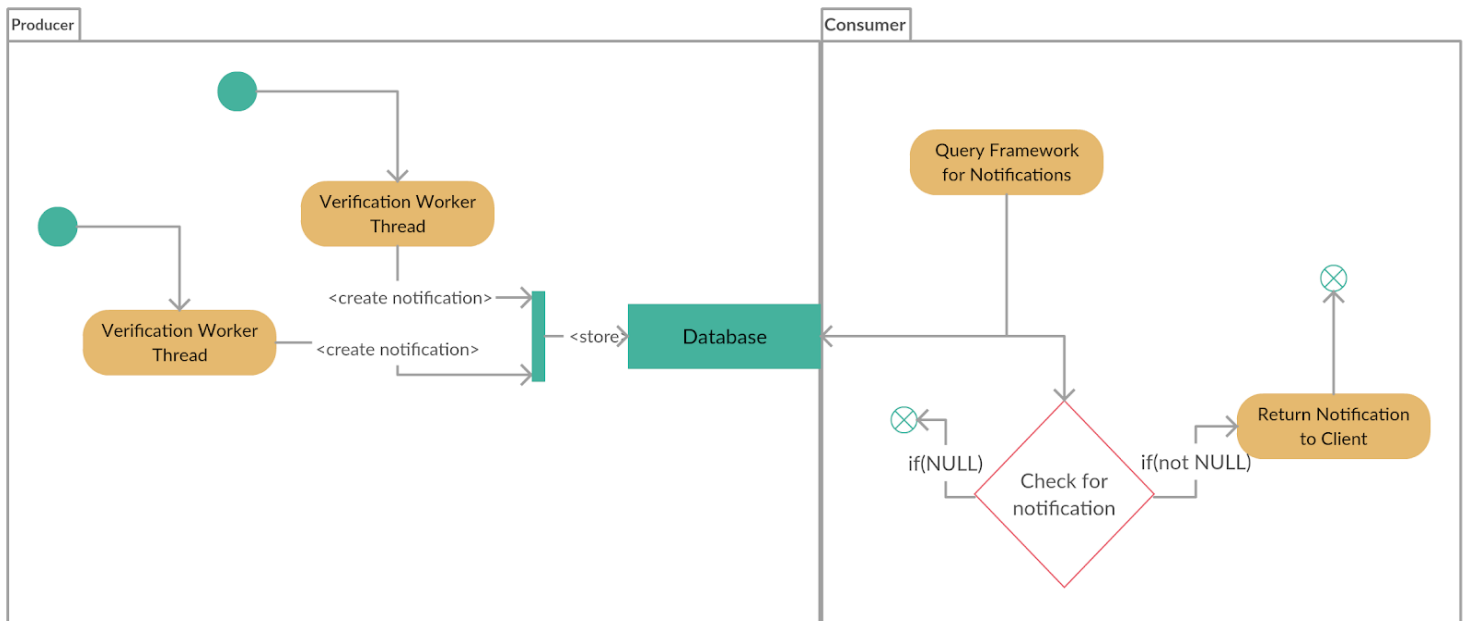 Producer
Consumer
Verification Worker
Thread
<create notification>
Verification Worker
Thread
<create notification>
<store>
Database
Query Framework
for Notifications
Return Notification
to Client
if(NULL)
if(not NULL)
Check for
notification